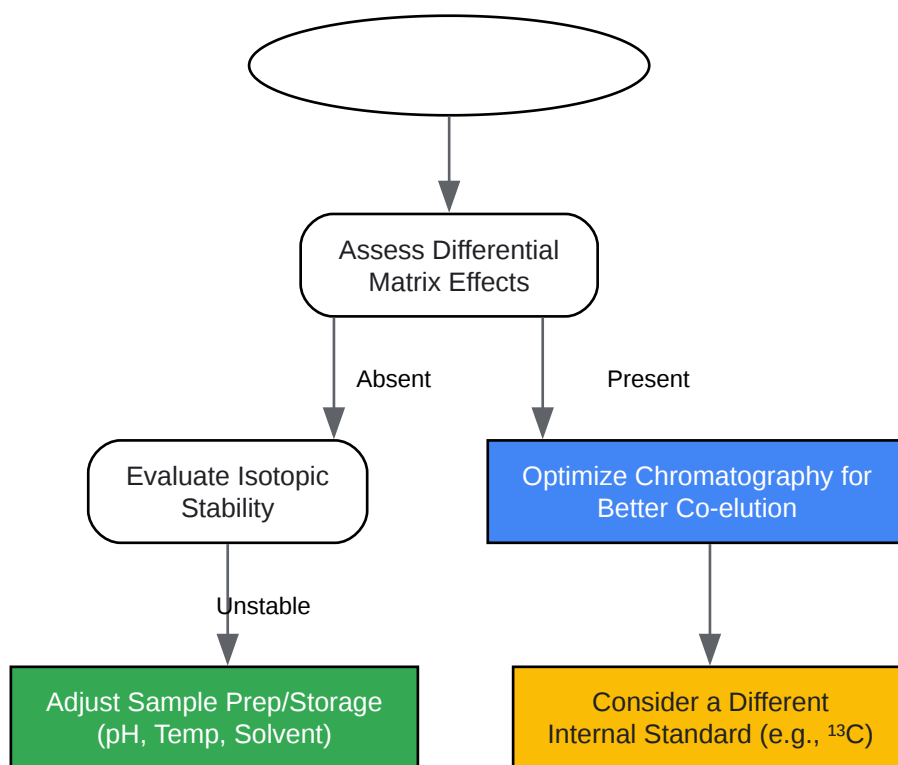 Assess Differential
Matrix Effects
Absent
Present
Evaluate Isotopic
Stability
Optimize Chromatography for
Better Co-elution
Unstable
Adjust Sample Prep/Storage
(pH, Temp, Solvent)
Consider a Different
Internal Standard (e.g., ¹³C)